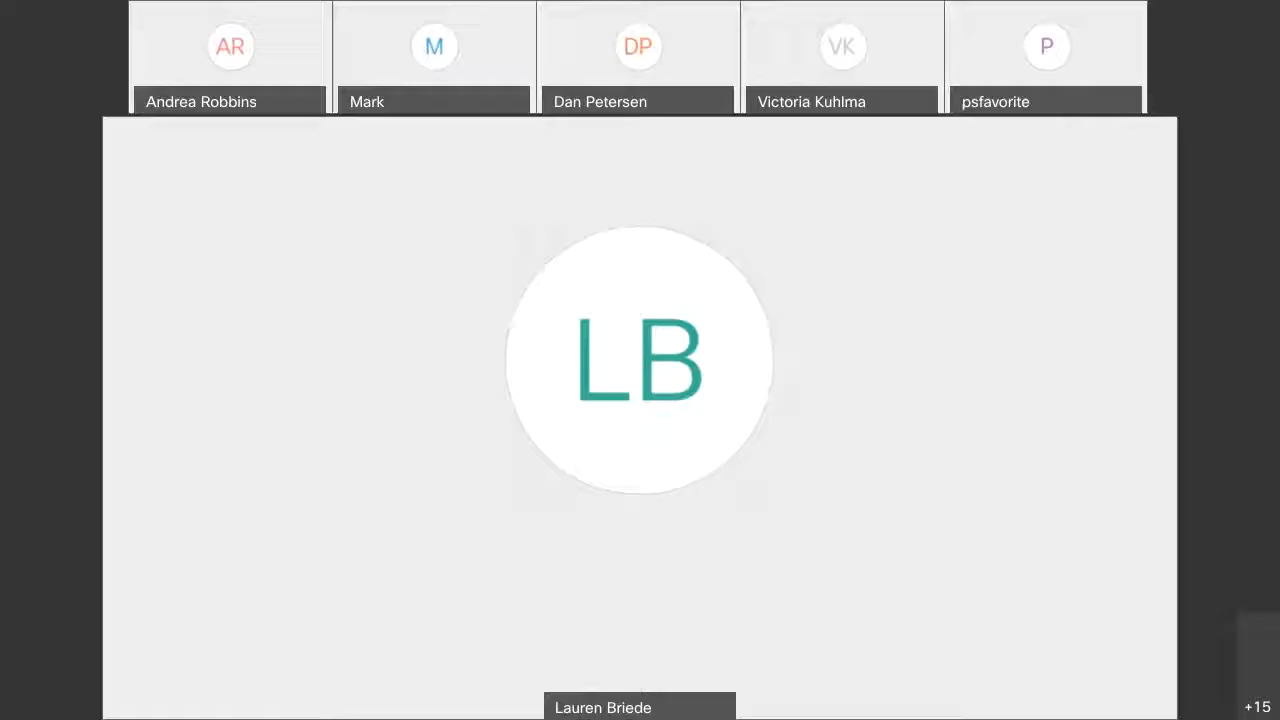 AR
M
DP
VK
P
Andrea Robbins
Mark
Dan Petersen
Victoria Kuhlma
psfavorite
LB
Lauren Briede
+15